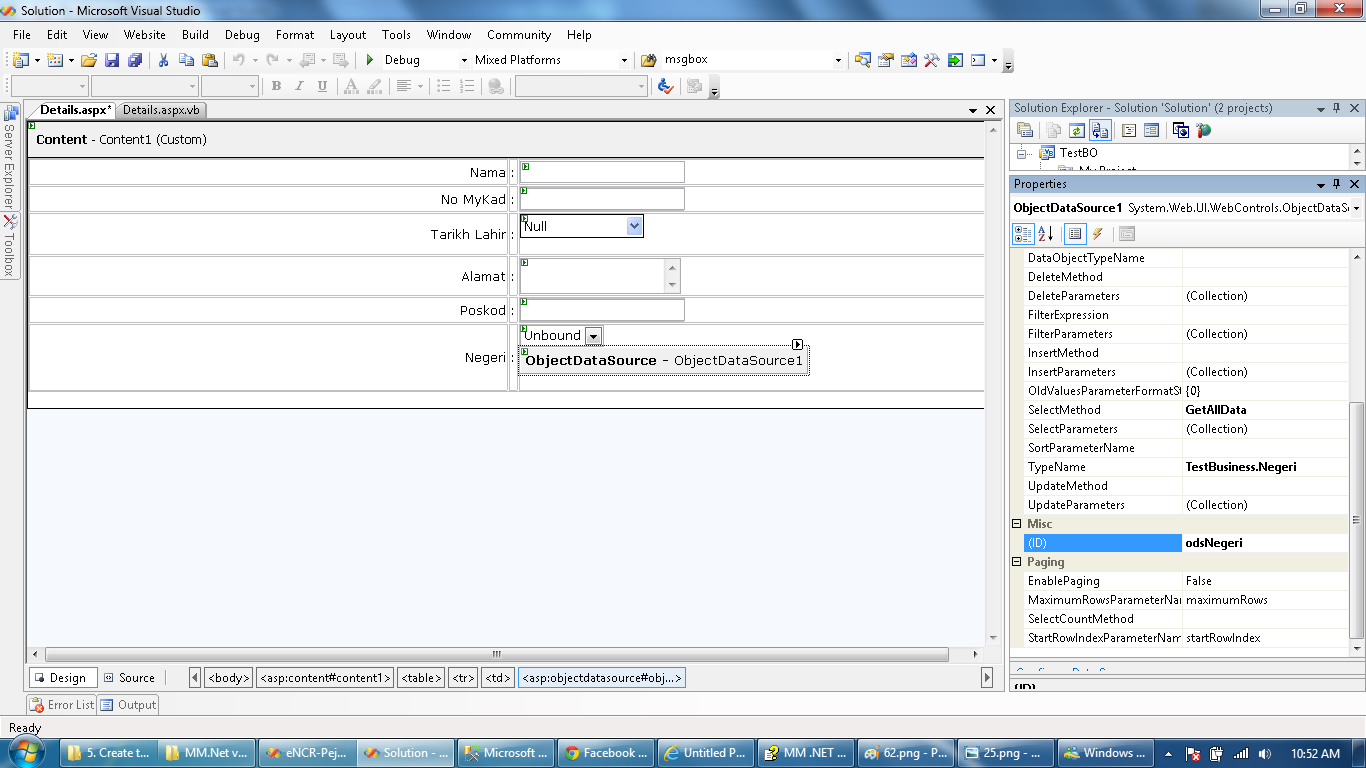 Solution - Microsoft Visual Studio
File Edit View Website Build Debug Format Layout Tools Window Community Help
Debug Mixed Platforms msgbox
Details.aspx* Details.aspx.vb
Server Explorer
Toolbox
Content - Content1 (Custom)
Nama :
No MyKad :
Tarikh Lahir : Null
Alamat :
Poskod :
Negeri : Unbound
ObjectDataSource - ObjectDataSource1
Design Source <body> <asp:content#content1> <table> <tr> <td> <asp:objectdatasource#obj...>
Error List Output
Ready
Solution Explorer - Solution 'Solution' (2 projects)
TestBO
My Project
Properties
ObjectDataSource1 System.Web.UI.WebControls.ObjectDataS
DataObjectTypeName
DeleteMethod
DeleteParameters (Collection)
FilterExpression
FilterParameters (Collection)
InsertMethod
InsertParameters (Collection)
OldValuesParameterFormatSt {0}
SelectMethod GetAllData
SelectParameters (Collection)
SortParameterName
TypeName TestBusiness.Negeri
UpdateMethod
UpdateParameters (Collection)
Misc
(ID) odsNegeri
Paging
EnablePaging False
MaximumRowsParameterNar maximumRows
SelectCountMethod
StartRowIndexParameterNam startRowIndex
(ID)
5. Create t... MM.Net v... eNCR-Pej... Solution - ... Microsoft ... Facebook ... Untitled P... MM .NET ... 62.png - P... 25.png - ... Windows ... 10:52 AM